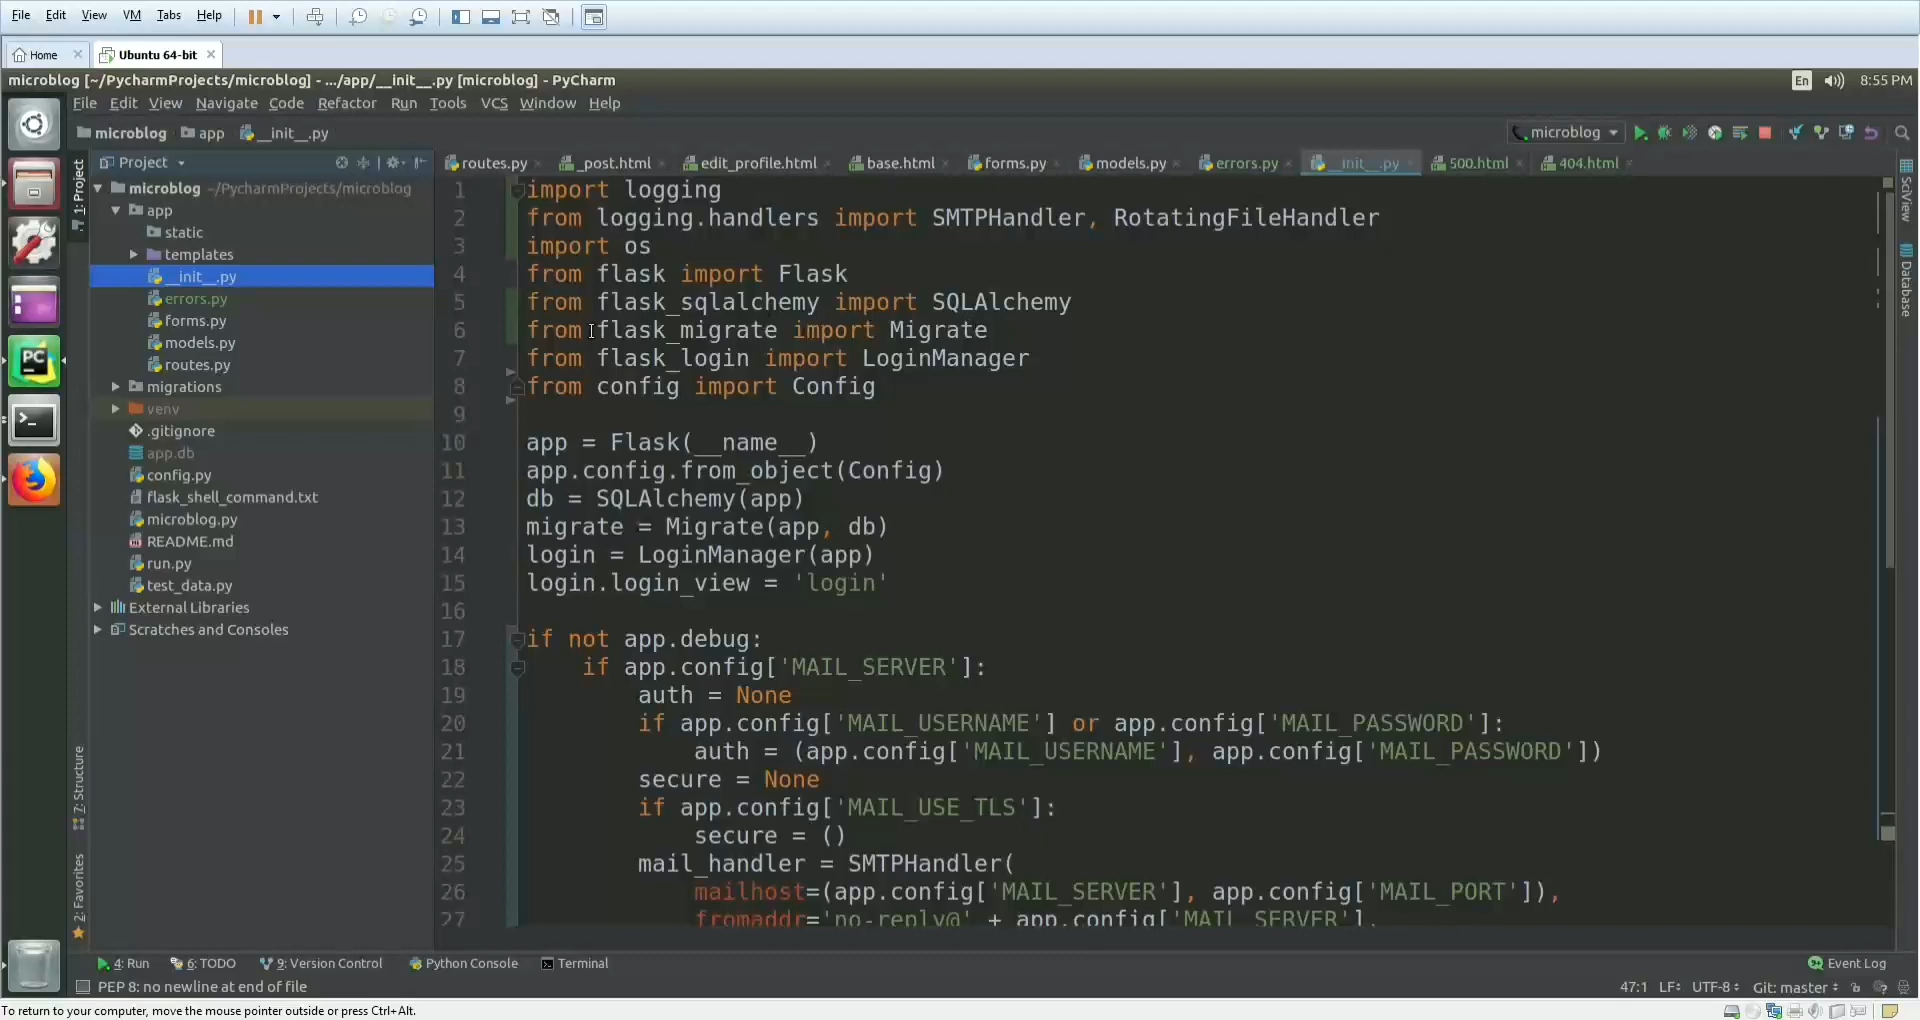 File Edit View VM Tabs Help
Home Ubuntu 64-bit
microblog [~/PycharmProjects/microblog] - .../app/__init__.py [microblog] - PyCharm En 8:55 PM
File Edit View Navigate Code Refactor Run Tools VCS Window Help
microblog app __init__.py microblog
Project routes.py _post.html edit_profile.html base.html forms.py models.py errors.py __init__.py 500.html 404.html
microblog ~/PycharmProjects/microblog
app
static
templates
__init__.py
errors.py
forms.py
models.py
routes.py
migrations
venv
.gitignore
app.db
config.py
flask_shell_command.txt
microblog.py
README.md
run.py
test_data.py
External Libraries
Scratches and Consoles
1: Project
7: Structure
2: Favorites
1 import logging
2 from logging.handlers import SMTPHandler, RotatingFileHandler
3 import os
4 from flask import Flask
5 from flask_sqlalchemy import SQLAlchemy
6 from flask_migrate import Migrate
7 from flask_login import LoginManager
8 from config import Config
9
10 app = Flask(__name__)
11 app.config.from_object(Config)
12 db = SQLAlchemy(app)
13 migrate = Migrate(app, db)
14 login = LoginManager(app)
15 login.login_view = 'login'
16
17 if not app.debug:
18 if app.config['MAIL_SERVER']:
19 auth = None
20 if app.config['MAIL_USERNAME'] or app.config['MAIL_PASSWORD']:
21 auth = (app.config['MAIL_USERNAME'], app.config['MAIL_PASSWORD'])
22 secure = None
23 if app.config['MAIL_USE_TLS']:
24 secure = ()
25 mail_handler = SMTPHandler(
26 mailhost=(app.config['MAIL_SERVER'], app.config['MAIL_PORT']),
27 fromaddr='no-reply@' + app.config['MAIL_SERVER'],
SciView
Database
4: Run 6: TODO 9: Version Control Python Console Terminal Event Log
PEP 8: no newline at end of file 47:1 LF UTF-8 Git: master
To return to your computer, move the mouse pointer outside or press Ctrl+Alt.